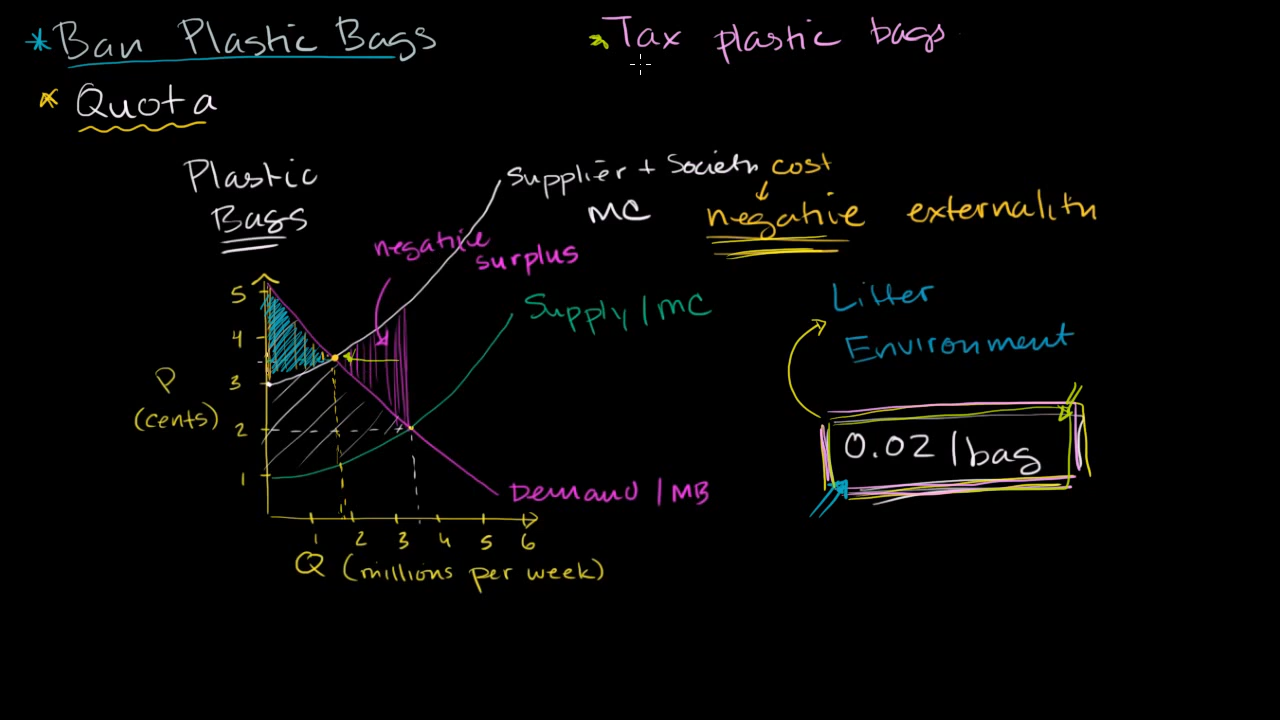 * Ban Plastic Bags
* Tax plastic bags
* Quota
Plastic
Bags
Supplier + Society cost
MC
negative externality
negative
surplus
Supply / MC
Litter
Environment
0.02 / bag
Demand / MB
P
(cents)
5
4
3
2
1
1 2 3 4 5 6
Q (millions per week)